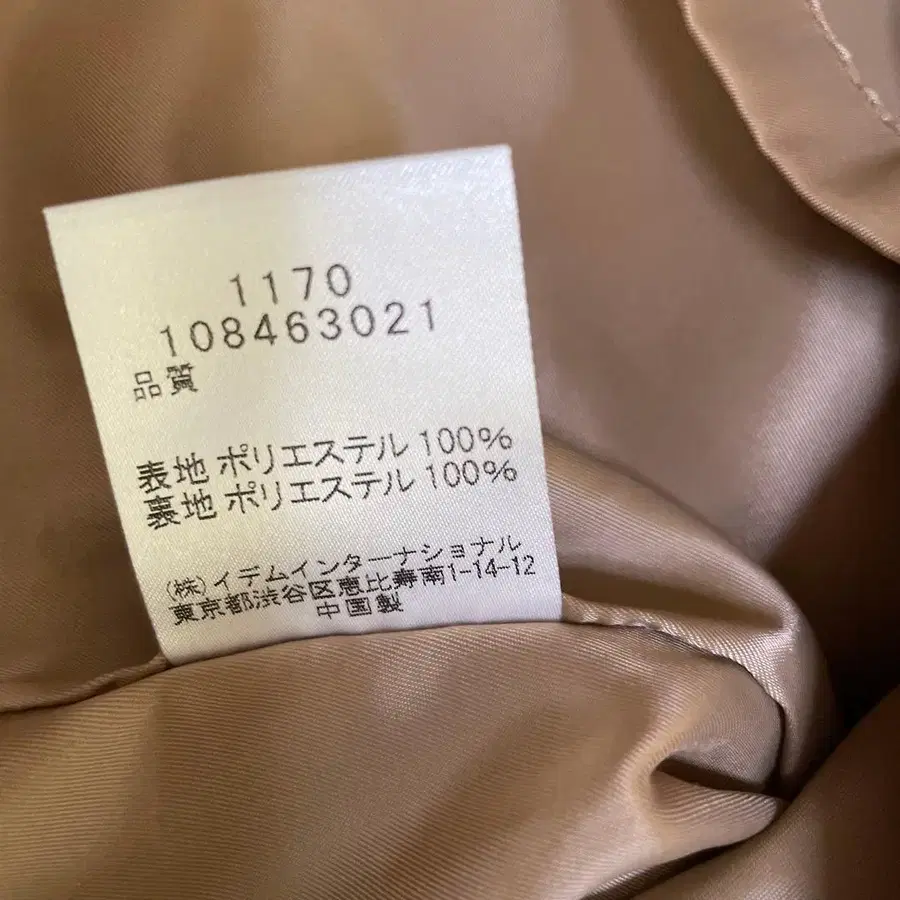 1170
108463021
品質
表地 ポリエステル 100%
裏地 ポリエステル 100%
(株)イデムインターナショナル
東京都渋谷区恵比寿南1-14-12
中国製